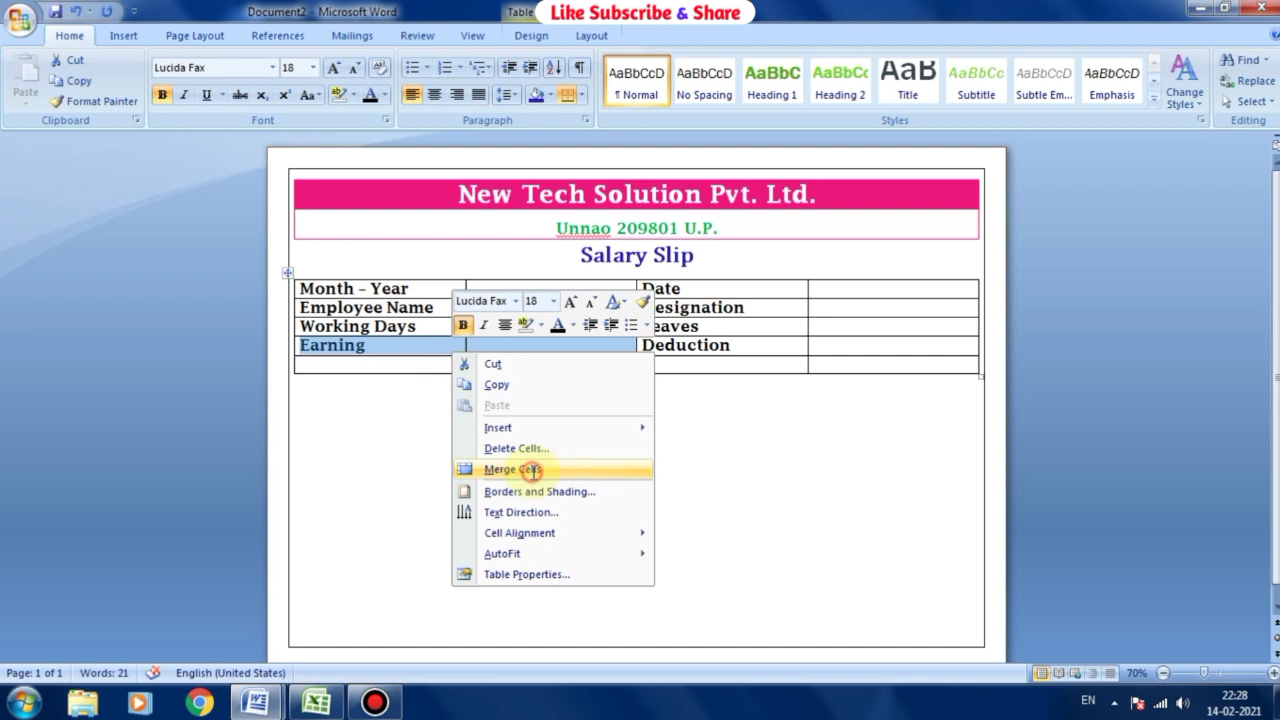 Document2 - Microsoft Word
Table
Like Subscribe & Share
Home Insert Page Layout References Mailings Review View Design Layout
Paste
Cut
Copy
Format Painter
Clipboard
Lucida Fax 18
Font
Paragraph
AaBbCcD AaBbCcD AaBbC AaBbCc AaB AaBbCc AaBbCcD AaBbCcD
¶ Normal No Spacing Heading 1 Heading 2 Title Subtitle Subtle Em... Emphasis
Change Styles
Styles
Find
Replace
Select
Editing
New Tech Solution Pvt. Ltd.
Unnao 209801 U.P.
Salary Slip
Month – Year Date
Employee Name esignation
Working Days eaves
Earning Deduction
Lucida Fax 18
Cut
Copy
Paste
Insert
Delete Cells...
Merge Cells
Borders and Shading...
Text Direction...
Cell Alignment
AutoFit
Table Properties...
Page: 1 of 1 Words: 21 English (United States) 70%
EN 22:28
14-02-2021